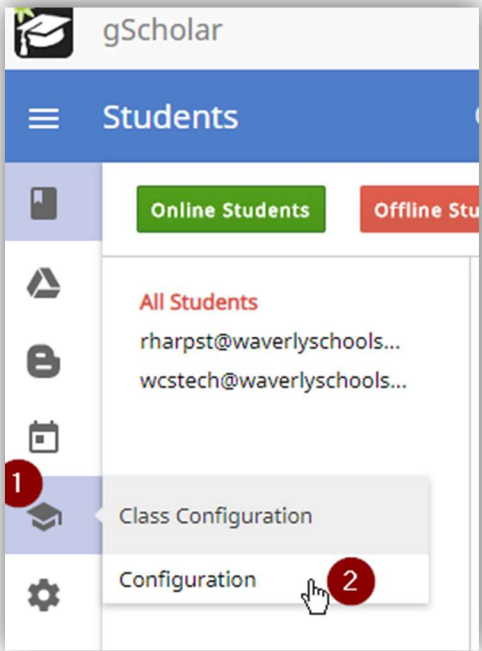 gScholar
Students
Online Students
Offline Stu
All Students
rharpst@waverlyschools...
wcstech@waverlyschools...
1
Class Configuration
Configuration
2